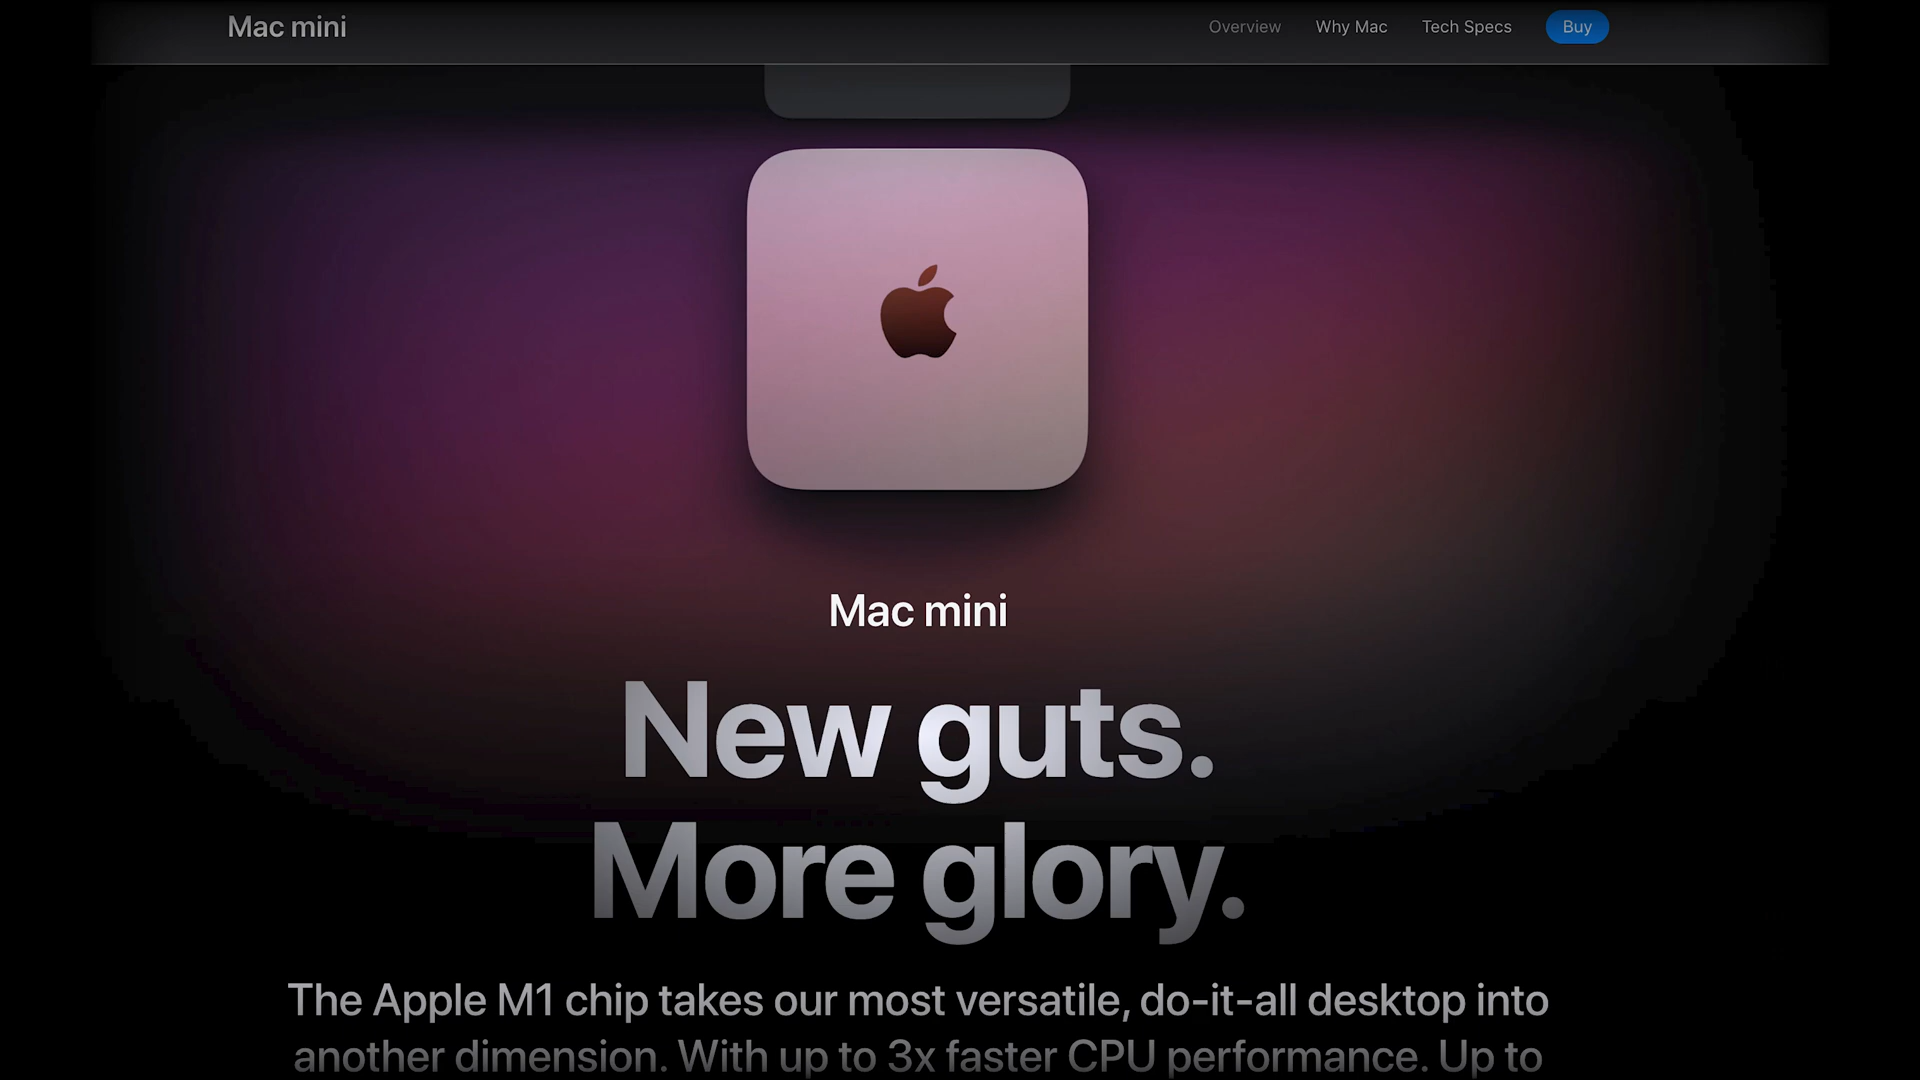 Mac mini
Overview
Why Mac
Tech Specs
Buy
Mac mini
New guts.
More glory.
The Apple M1 chip takes our most versatile, do-it-all desktop into
another dimension. With up to 3x faster CPU performance. Up to